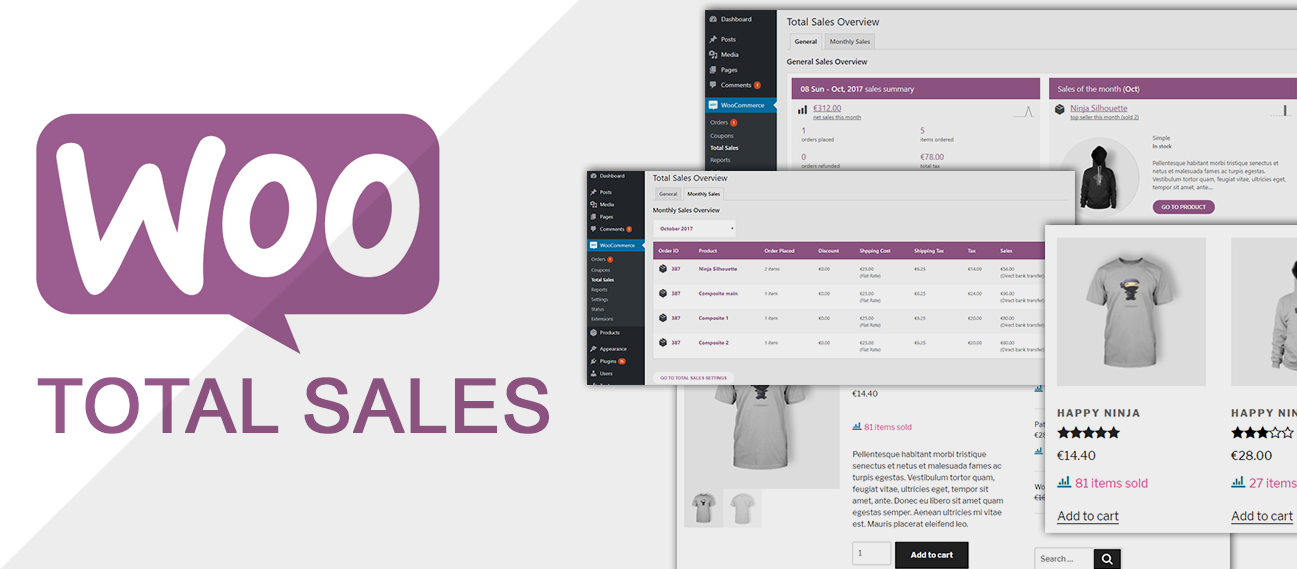 WOO
TOTAL SALES
Dashboard
Posts
Media
Pages
Comments 1
WooCommerce
Orders 1
Coupons
Total Sales
Reports
Total Sales Overview
General
Monthly Sales
General Sales Overview
08 Sun - Oct, 2017 sales summary
€312.00
net sales this month
1
orders placed
5
items ordered
0
orders refunded
€78.00
total tax
Sales of the month (Oct)
Ninja Silhouette
top seller this month (sold 2)
Simple
In stock
Pellentesque habitant morbi tristique senectus et
netus et malesuada fames ac turpis egestas.
Vestibulum tortor quam, feugiat vitae, ultricies eget,
tempor sit amet, ante....
GO TO PRODUCT
Dashboard
Posts
Media
Pages
Comments 1
WooCommerce
Orders 1
Coupons
Total Sales
Reports
Settings
Status
Extensions
Products
Appearance
Plugins
Users
Total Sales Overview
General
Monthly Sales
Monthly Sales Overview
October 2017
Order ID Product Order Placed Discount Shipping Cost Shipping Tax Tax Sales
387 Ninja Silhouette 2 items €0.00 €25.00 €6.25 €14.00 €56.00
(Flat Rate) (Direct bank transfer)
387 Composite main 1 item €0.00 €25.00 €6.25 €24.00 €96.00
(Flat Rate) (Direct bank transfer)
387 Composite 1 1 item €0.00 €25.00 €6.25 €20.00 €80.00
(Flat Rate) (Direct bank transfer)
387 Composite 2 1 item €0.00 €25.00 €6.25 €20.00 €80.00
(Flat Rate) (Direct bank transfer)
GO TO TOTAL SALES SETTINGS
€14.40
81 items sold
Pellentesque habitant morbi tristique
senectus et netus et malesuada fames ac
turpis egestas. Vestibulum tortor quam,
feugiat vitae, ultricies eget, tempor sit
amet, ante. Donec eu libero sit amet quam
egestas semper. Aenean ultricies mi vitae
est. Mauris placerat eleifend leo.
1
Add to cart
Search ...
HAPPY NINJA
€14.40
81 items sold
Add to cart
HAPPY NIN
€28.00
27 items
Add to cart